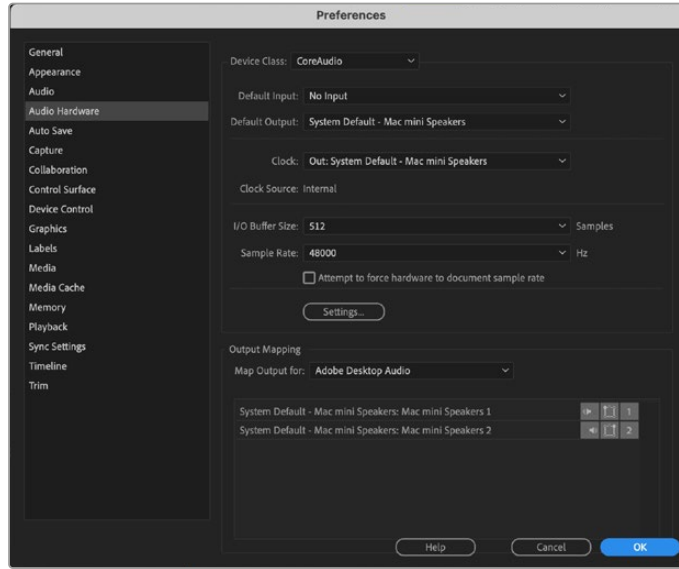 Preferences
General
Appearance
Audio
Audio Hardware
Auto Save
Capture
Collaboration
Control Surface
Device Control
Graphics
Labels
Media
Media Cache
Memory
Playback
Sync Settings
Timeline
Trim
Device Class: CoreAudio
Default Input: No Input
Default Output: System Default - Mac mini Speakers
Clock: Out: System Default - Mac mini Speakers
Clock Source: Internal
I/O Buffer Size: 512 Samples
Sample Rate: 48000 Hz
Attempt to force hardware to document sample rate
Settings...
Output Mapping
Map Output for: Adobe Desktop Audio
System Default - Mac mini Speakers: Mac mini Speakers 1 1
System Default - Mac mini Speakers: Mac mini Speakers 2 2
Help Cancel OK